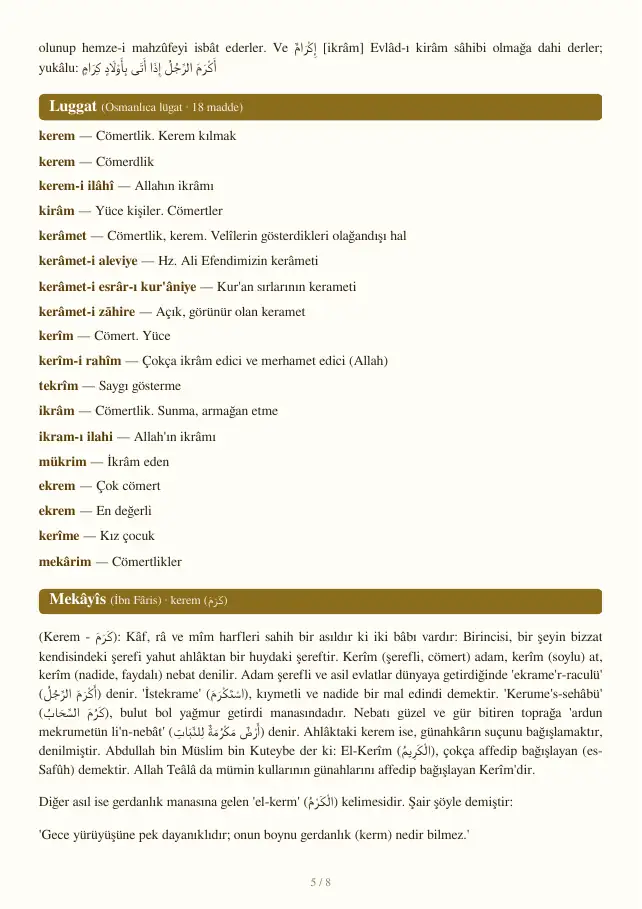 olunup hemze-i mahzûfeyi isbât ederler. Ve إِكْرَامٌ [ikrâm] Evlâd-ı kirâm sâhibi olmağa dahi derler;
yukâlu: أَكْرَمَ الرَّجُلُ إِذَا أَتَى بِأَوْلَادٍ كِرَامٍ
Luggat (Osmanlıca lügat · 18 madde)
kerem — Cömertlik. Kerem kılmak
kerem — Cömerdlik
kerem-i ilâhî — Allahın ikrâmı
kirâm — Yüce kişiler. Cömertler
kerâmet — Cömertlik, kerem. Velîlerin gösterdikleri olağandışı hal
kerâmet-i aleviye — Hz. Ali Efendimizin kerâmeti
kerâmet-i esrâr-ı kur'âniye — Kur'an sırlarının kerameti
kerâmet-i zâhire — Açık, görünür olan keramet
kerîm — Cömert. Yüce
kerîm-i rahîm — Çokça ikrâm edici ve merhamet edici (Allah)
tekrîm — Saygı gösterme
ikrâm — Cömertlik. Sunma, armağan etme
ikram-ı ilahi — Allah'ın ikrâmı
mükrim — İkrâm eden
ekrem — Çok cömert
ekrem — En değerli
kerîme — Kız çocuk
mekârim — Cömertlikler
Mekâyîs (İbn Fâris) · kerem (كَرَمَ)
(Kerem - كَرَمَ): Kâf, râ ve mîm harfleri sahih bir asıldır ki iki bâbı vardır: Birincisi, bir şeyin bizzat
kendisindeki şerefi yahut ahlâktan bir huydaki şereftir. Kerîm (şerefli, cömert) adam, kerîm (soylu) at,
kerîm (nadide, faydalı) nebat denilir. Adam şerefli ve asil evlatlar dünyaya getirdiğinde 'ekrame'r-raculü'
(أَكْرَمَ الرَّجُلُ) denir. 'İstekrame' (اسْتَكْرَمَ), kıymetli ve nadide bir mal edindi demektir. 'Kerume's-sehâbü'
(كَرُمَ السَّحَابُ), bulut bol yağmur getirdi manasındadır. Nebatı güzel ve gür bitiren toprağa 'ardun
mekrumetün li'n-nebât' (أَرْضٌ مَكْرُمَةٌ لِلنَّبَاتِ) denir. Ahlâktaki kerem ise, günahkârın suçunu bağışlamaktır,
denilmiştir. Abdullah bin Müslim bin Kuteybe der ki: El-Kerîm (الْكَرِيمُ), çokça affedip bağışlayan (es-
Safûh) demektir. Allah Teâlâ da mümin kullarının günahlarını affedip bağışlayan Kerîm'dir.
Diğer asıl ise gerdanlık manasına gelen 'el-kerm' (الْكَرْمُ) kelimesidir. Şair şöyle demiştir:
'Gece yürüyüşüne pek dayanıklıdır; onun boynu gerdanlık (kerm) nedir bilmez.'
5 / 8